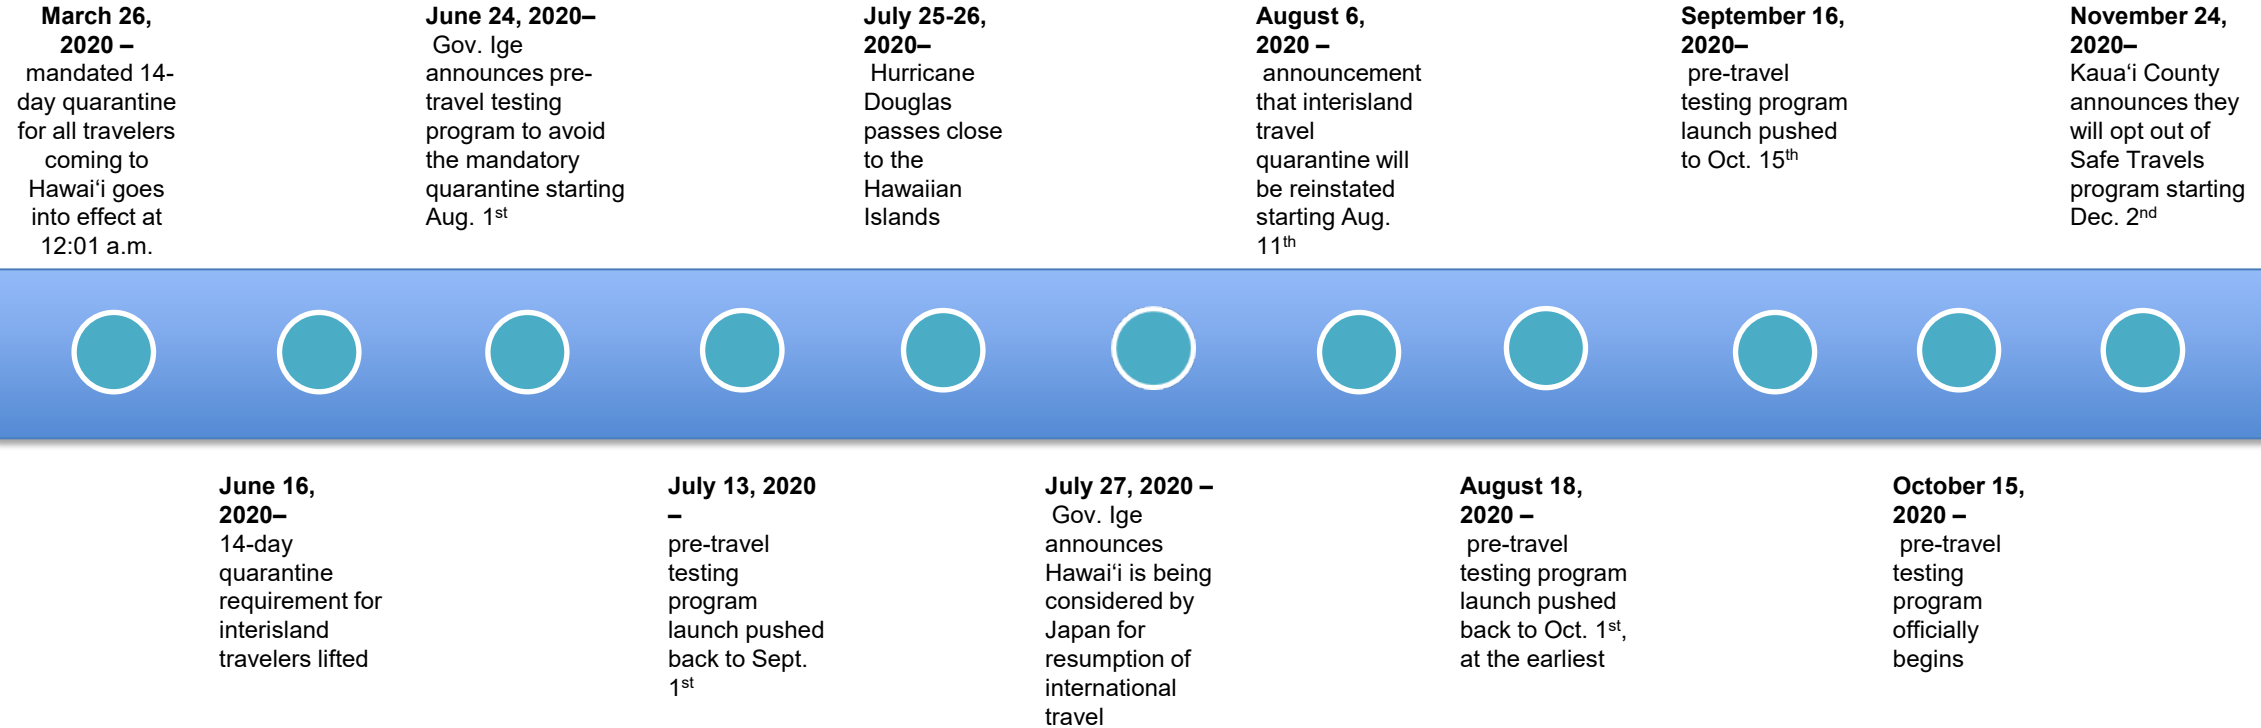 March 26,
2020 –
mandated 14-
day quarantine
for all travelers
coming to
Hawaiʻi goes
into effect at
12:01 a.m.
June 24, 2020–
Gov. Ige
announces pre-
travel testing
program to avoid
the mandatory
quarantine starting
Aug. 1st
July 25-26,
2020–
Hurricane
Douglas
passes close
to the
Hawaiian
Islands
August 6,
2020 –
announcement
that interisland
travel
quarantine will
be reinstated
starting Aug.
11th
September 16,
2020–
pre-travel
testing program
launch pushed
to Oct. 15th
November 24,
2020–
Kauaʻi County
announces they
will opt out of
Safe Travels
program starting
Dec. 2nd
June 16,
2020–
14-day
quarantine
requirement for
interisland
travelers lifted
July 13, 2020
–
pre-travel
testing
program
launch pushed
back to Sept.
1st
July 27, 2020 –
Gov. Ige
announces
Hawaiʻi is being
considered by
Japan for
resumption of
international
travel
August 18,
2020 –
pre-travel
testing program
launch pushed
back to Oct. 1st,
at the earliest
October 15,
2020 –
pre-travel
testing
program
officially
begins